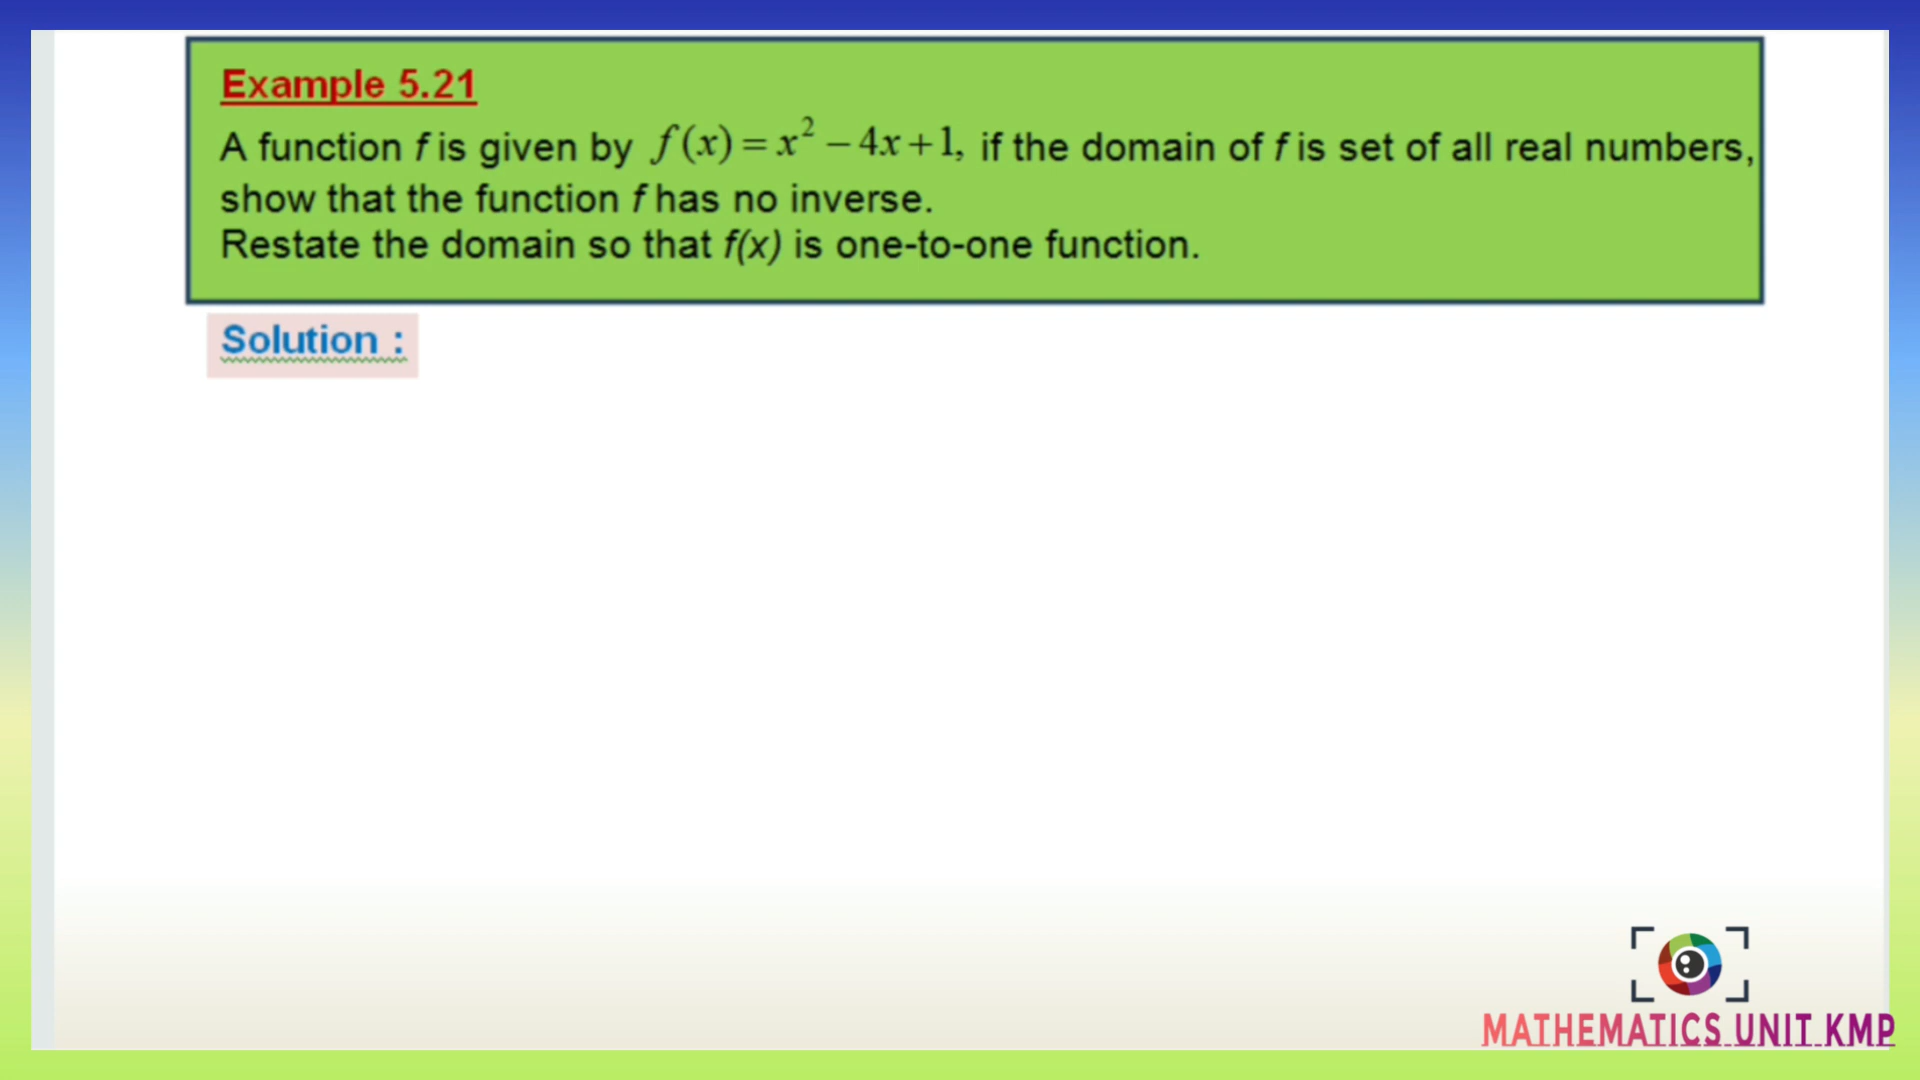 Example 5.21
A function f is given by f(x) = x² – 4x + 1, if the domain of f is set of all real numbers,
show that the function f has no inverse.
Restate the domain so that f(x) is one-to-one function.
Solution :
MATHEMATICS UNIT KMP